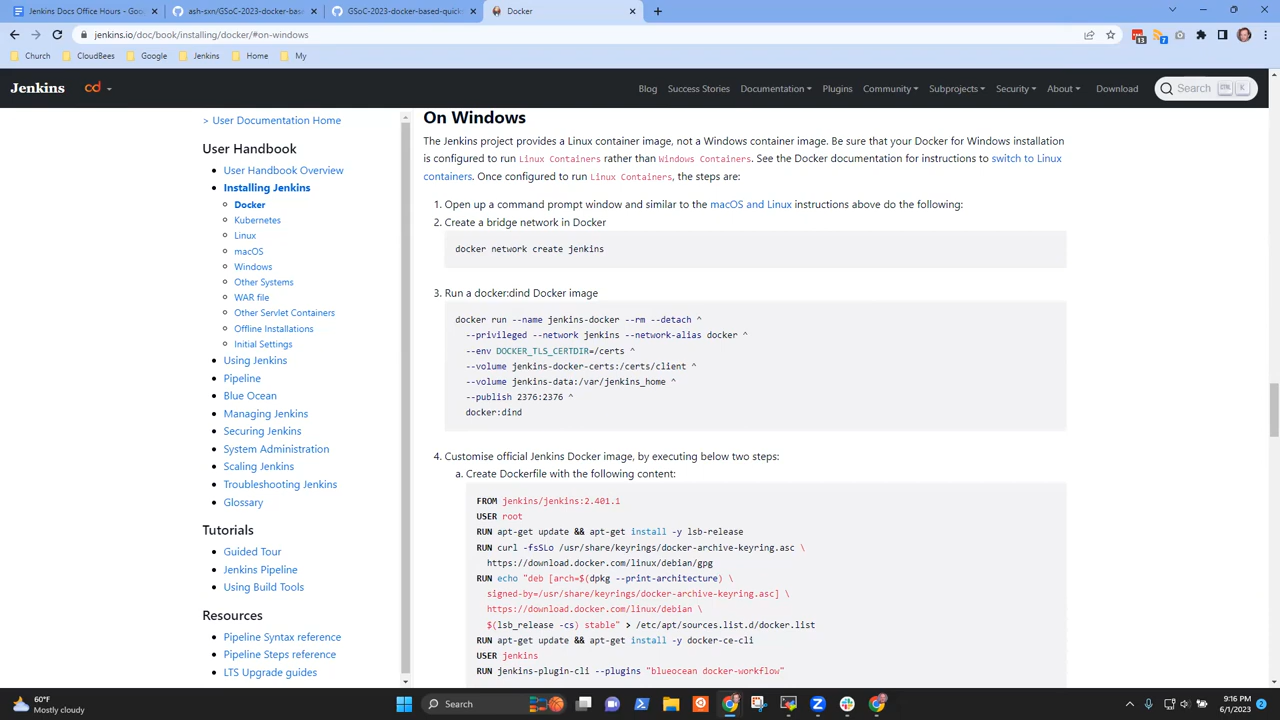 Jenkins Docs Office Hours - G
ash-sxn/GSoC-2023-docker-bas
GSoC-2023-docker-based-quick
Docker
jenkins.io/doc/book/installing/docker/#on-windows
13
7
Church
CloudBees
Google
Jenkins
Home
My
Jenkins
cd
Blog
Success Stories
Documentation
Plugins
Community
Subprojects
Security
About
Download
Search
CTRL
K
> User Documentation Home
User Handbook
User Handbook Overview
Installing Jenkins
Docker
Kubernetes
Linux
macOS
Windows
Other Systems
WAR file
Other Servlet Containers
Offline Installations
Initial Settings
Using Jenkins
Pipeline
Blue Ocean
Managing Jenkins
Securing Jenkins
System Administration
Scaling Jenkins
Troubleshooting Jenkins
Glossary
Tutorials
Guided Tour
Jenkins Pipeline
Using Build Tools
Resources
Pipeline Syntax reference
Pipeline Steps reference
LTS Upgrade guides
On Windows
The Jenkins project provides a Linux container image, not a Windows container image. Be sure that your Docker for Windows installation
is configured to run Linux Containers rather than Windows Containers. See the Docker documentation for instructions to switch to Linux
containers. Once configured to run Linux Containers, the steps are:
1. Open up a command prompt window and similar to the macOS and Linux instructions above do the following:
2. Create a bridge network in Docker
docker network create jenkins
3. Run a docker:dind Docker image
docker run --name jenkins-docker --rm --detach ^
--privileged --network jenkins --network-alias docker ^
--env DOCKER_TLS_CERTDIR=/certs ^
--volume jenkins-docker-certs:/certs/client ^
--volume jenkins-data:/var/jenkins_home ^
--publish 2376:2376 ^
docker:dind
4. Customise official Jenkins Docker image, by executing below two steps:
a. Create Dockerfile with the following content:
FROM jenkins/jenkins:2.401.1
USER root
RUN apt-get update && apt-get install -y lsb-release
RUN curl -fsSLo /usr/share/keyrings/docker-archive-keyring.asc \
https://download.docker.com/linux/debian/gpg
RUN echo "deb [arch=$(dpkg --print-architecture) \
signed-by=/usr/share/keyrings/docker-archive-keyring.asc] \
https://download.docker.com/linux/debian \
$(lsb_release -cs) stable" > /etc/apt/sources.list.d/docker.list
RUN apt-get update && apt-get install -y docker-ce-cli
USER jenkins
RUN jenkins-plugin-cli --plugins "blueocean docker-workflow"
60°F
Mostly cloudy
Search
9:16 PM
6/1/2023
2